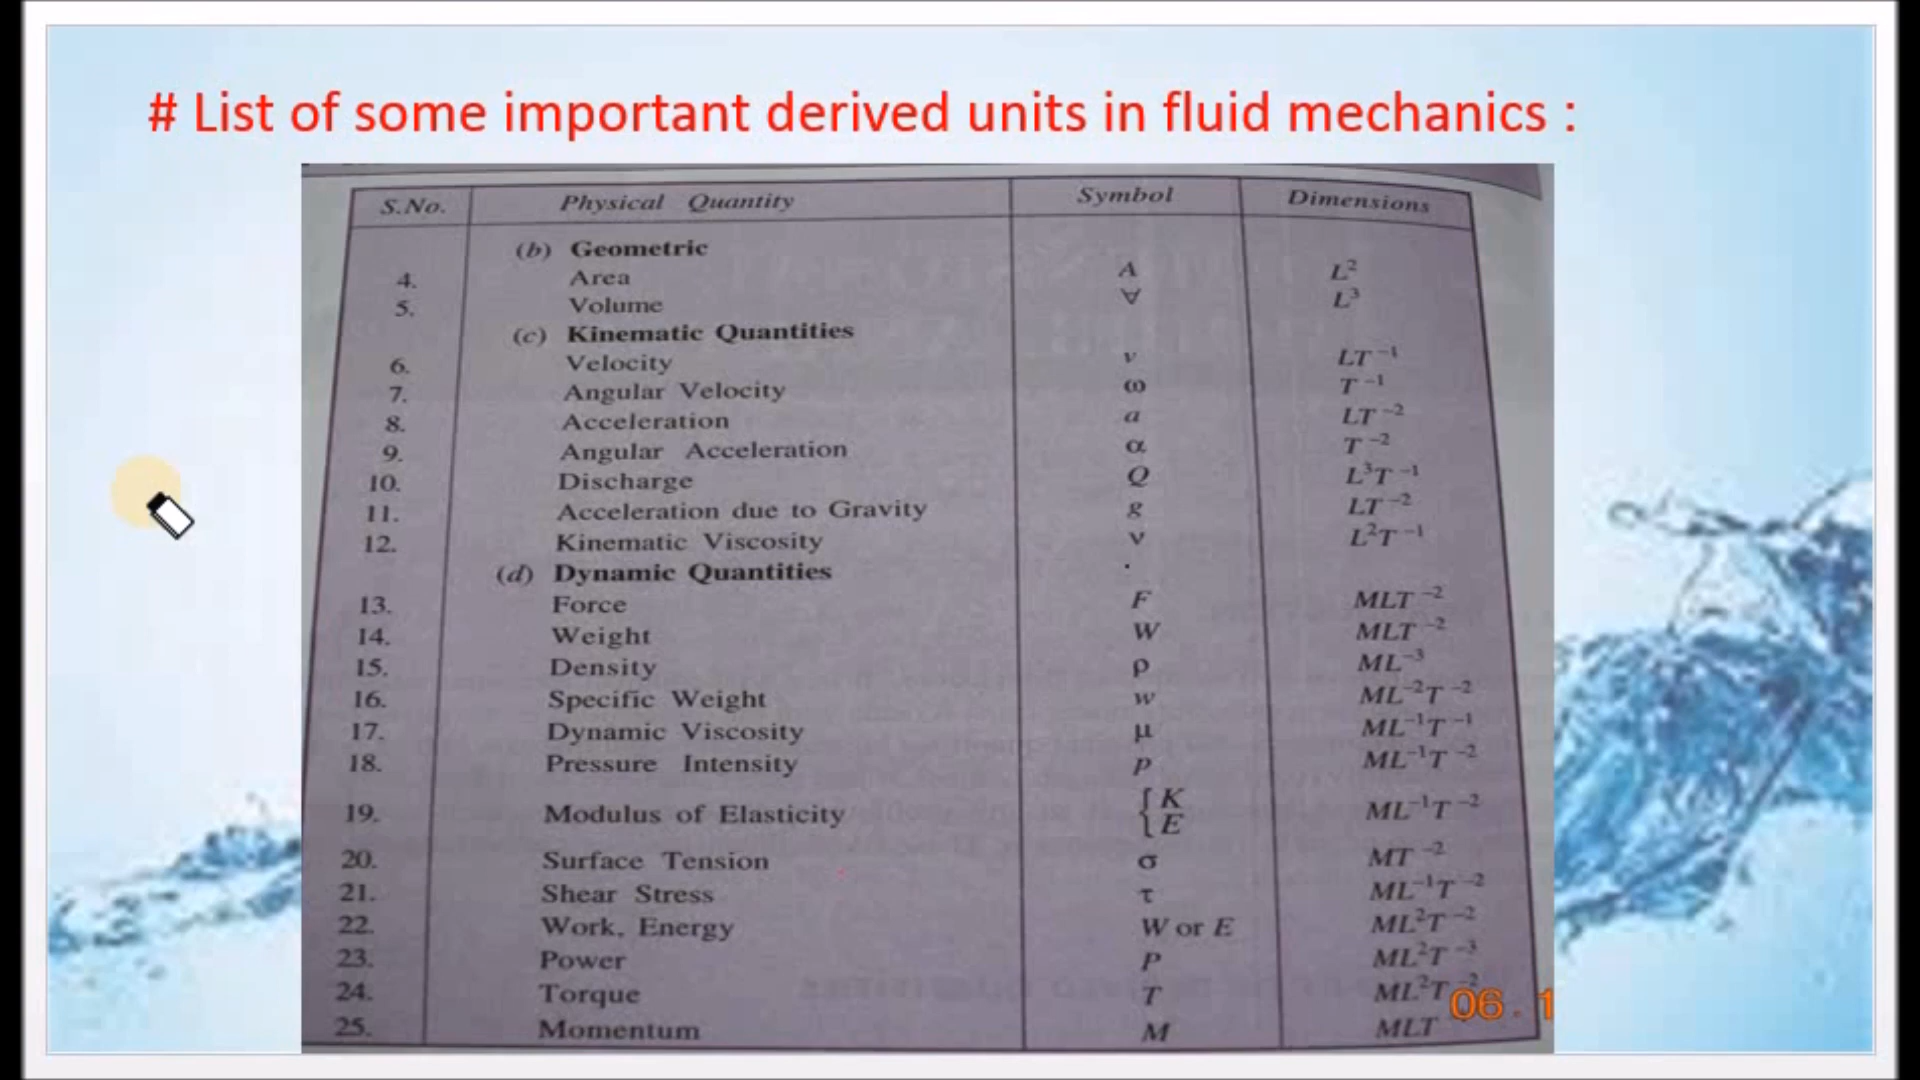 # List of some important derived units in fluid mechanics :
S.No. Physical Quantity Symbol Dimensions
(b) Geometric
4. Area A L²
5. Volume ∀ L³
(c) Kinematic Quantities
6. Velocity v LT⁻¹
7. Angular Velocity ω T⁻¹
8. Acceleration a LT⁻²
9. Angular Acceleration α T⁻²
10. Discharge Q L³T⁻¹
11. Acceleration due to Gravity g LT⁻²
12. Kinematic Viscosity ν L²T⁻¹
(d) Dynamic Quantities
13. Force F MLT⁻²
14. Weight W MLT⁻²
15. Density ρ ML⁻³
16. Specific Weight w ML⁻²T⁻²
17. Dynamic Viscosity μ ML⁻¹T⁻¹
18. Pressure Intensity p ML⁻¹T⁻²
19. Modulus of Elasticity {K E ML⁻¹T⁻²
20. Surface Tension σ MT⁻²
21. Shear Stress τ ML⁻¹T⁻²
22. Work, Energy W or E ML²T⁻²
23. Power P ML²T⁻³
24. Torque T ML²T⁻²
06.1
25. Momentum M MLT